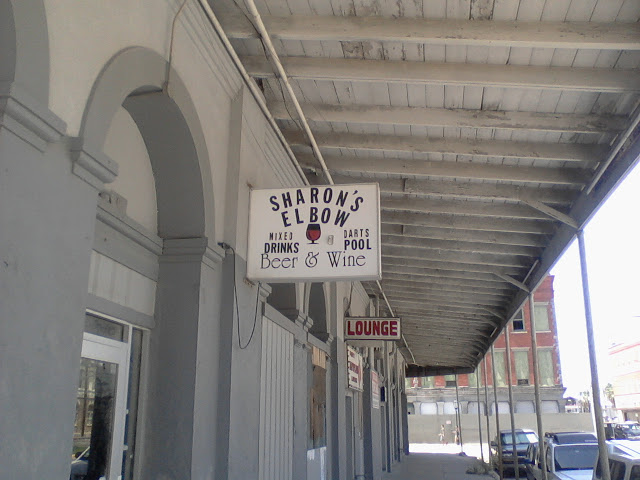 SHARON'S
ELBOW
MIXED DARTS
DRINKS POOL
Beer & Wine
LOUNGE